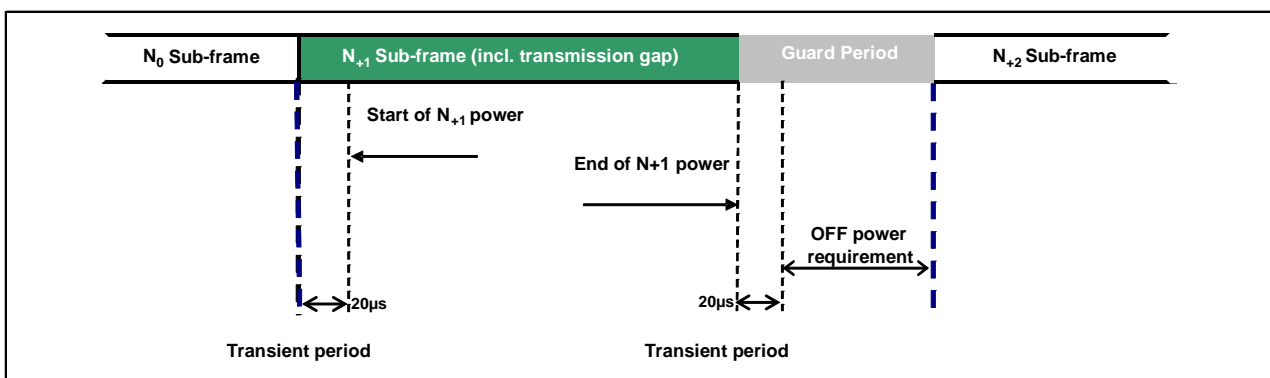 N0 Sub-frame
N+1 Sub-frame (incl. transmission gap)
Guard Period
N+2 Sub-frame
Start of N+1 power
End of N+1 power
OFF power
requirement
20µs
20µs
Transient period
Transient period